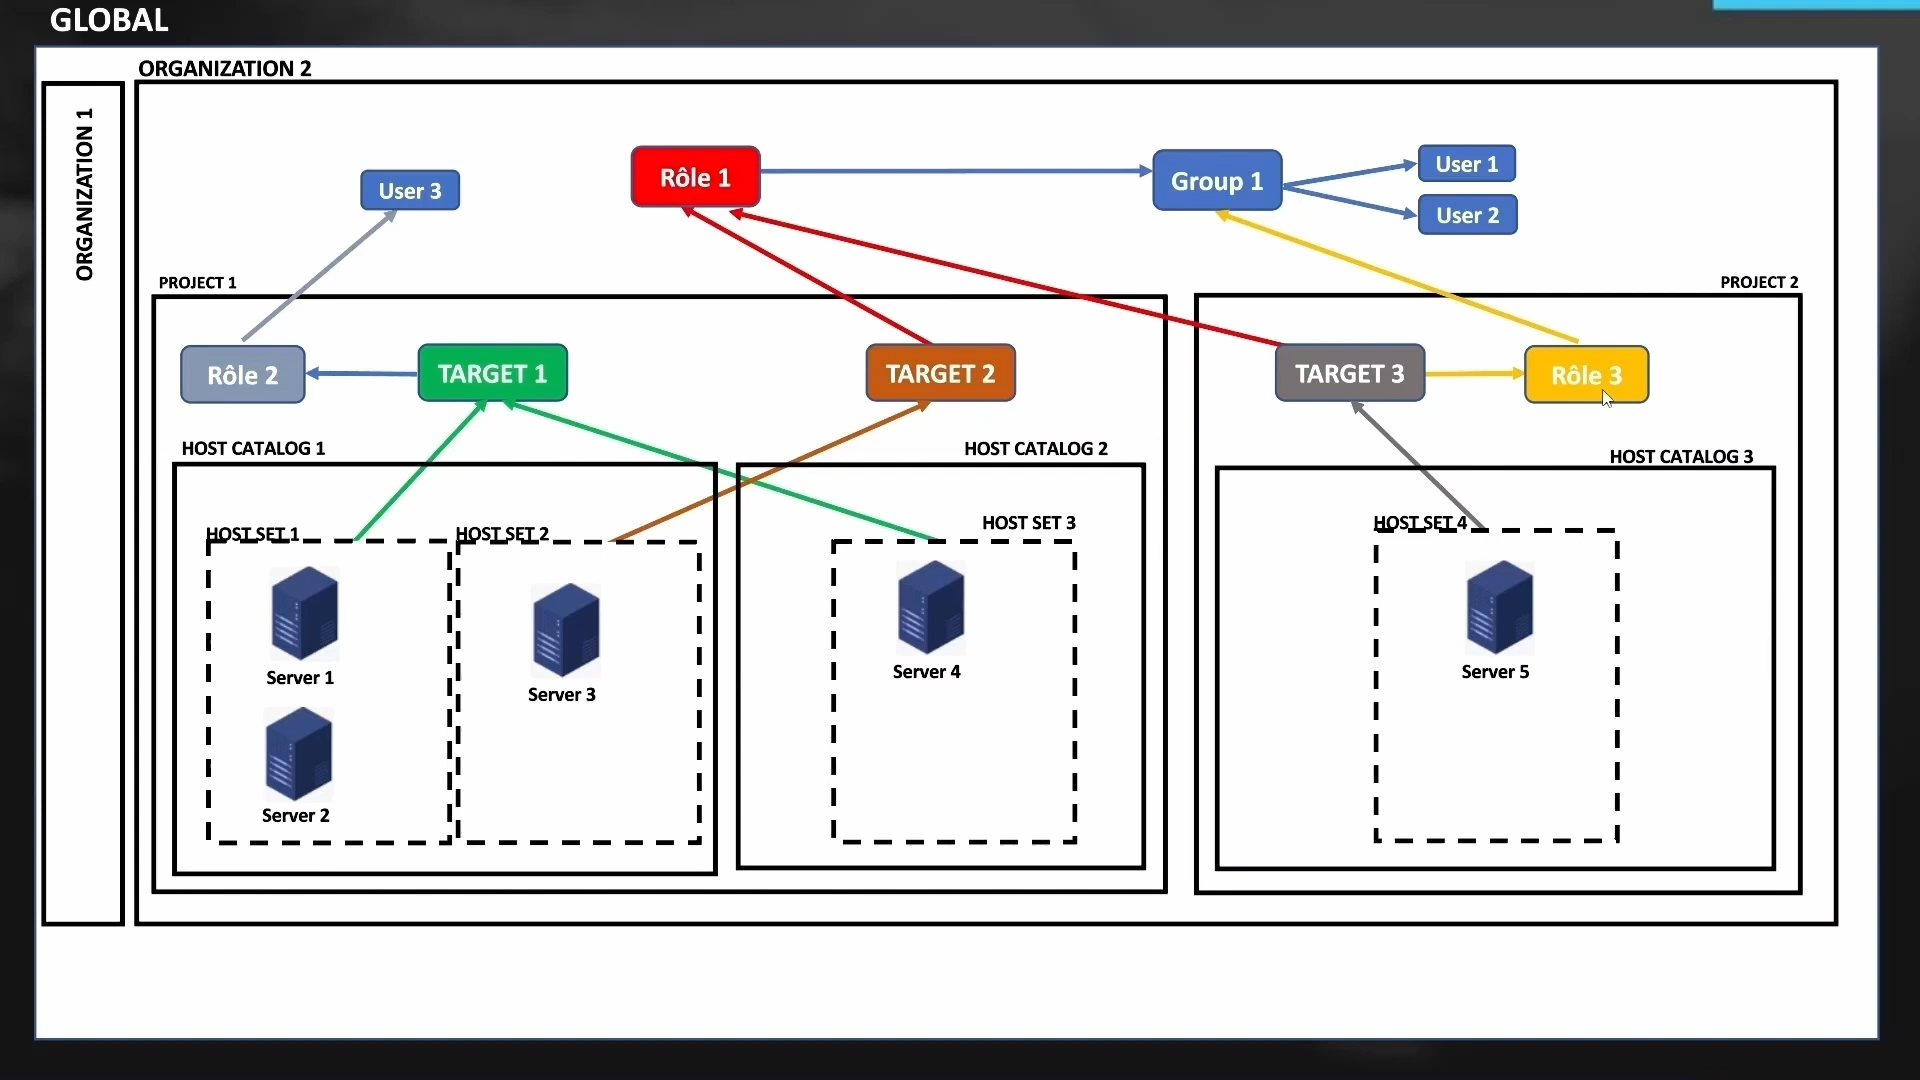 GLOBAL
ORGANIZATION 2
ORGANIZATION 1
User 3
Rôle 1
Group 1
User 1
User 2
PROJECT 1
PROJECT 2
Rôle 2
TARGET 1
TARGET 2
TARGET 3
Rôle 3
HOST CATALOG 1
HOST CATALOG 2
HOST CATALOG 3
HOST SET 1
HOST SET 2
HOST SET 3
HOST SET 4
Server 1
Server 3
Server 4
Server 5
Server 2